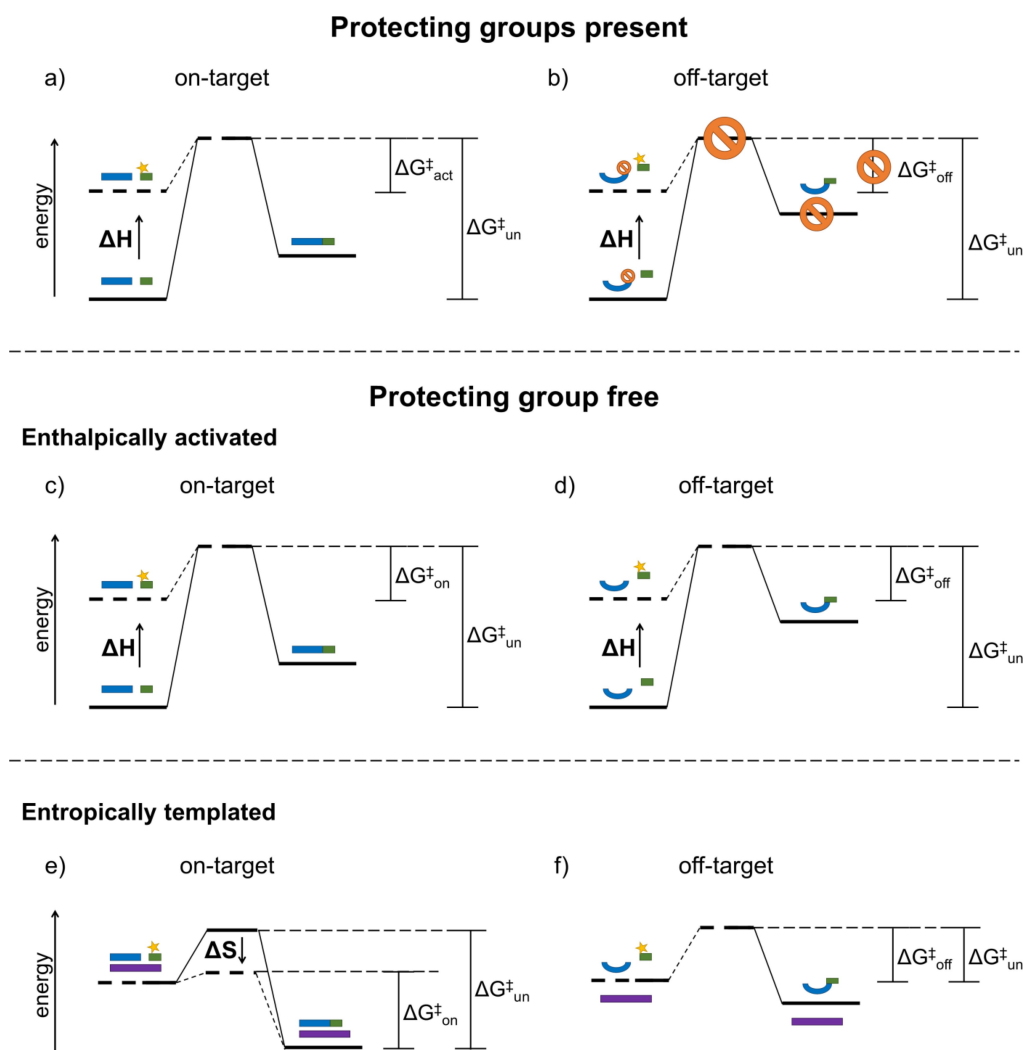 Protecting groups present
a) on-target
b) off-target
energy
ΔH
ΔG‡act
ΔG‡un
ΔH
ΔG‡off
ΔG‡un
Protecting group free
Enthalpically activated
c) on-target
d) off-target
energy
ΔH
ΔG‡on
ΔG‡un
ΔH
ΔG‡off
ΔG‡un
Entropically templated
e) on-target
f) off-target
energy
ΔS
ΔG‡on
ΔG‡un
ΔG‡off
ΔG‡un